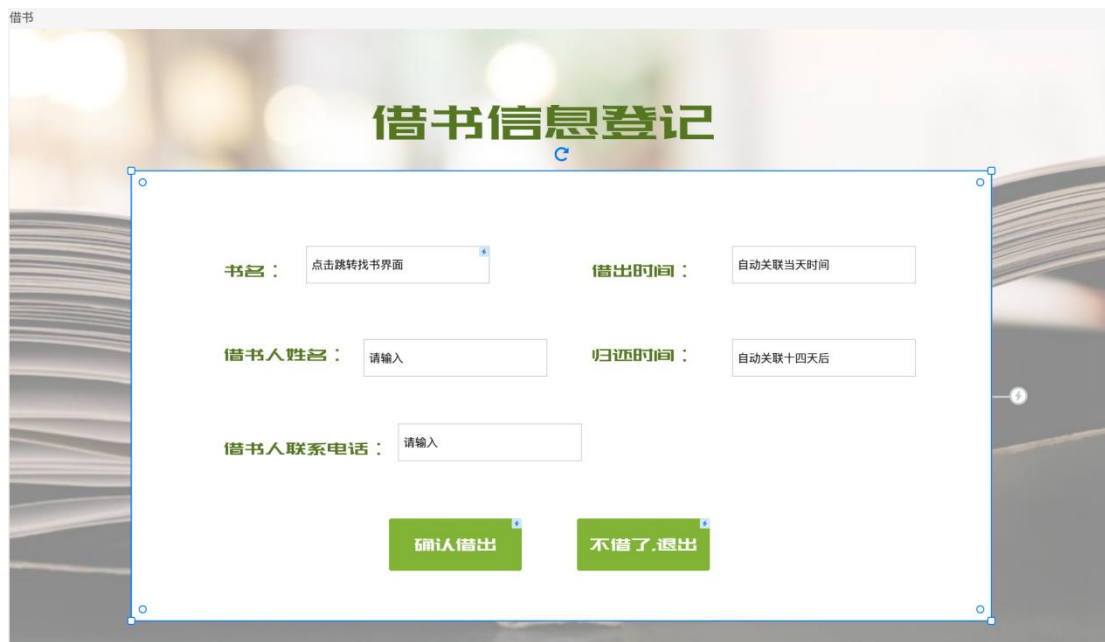 借书
借书信息登记
书名：
点击跳转找书界面
借出时间：
自动关联当天时间
借书人姓名：
请输入
归还时间：
自动关联十四天后
借书人联系电话：
请输入
确认借出
不借了,退出